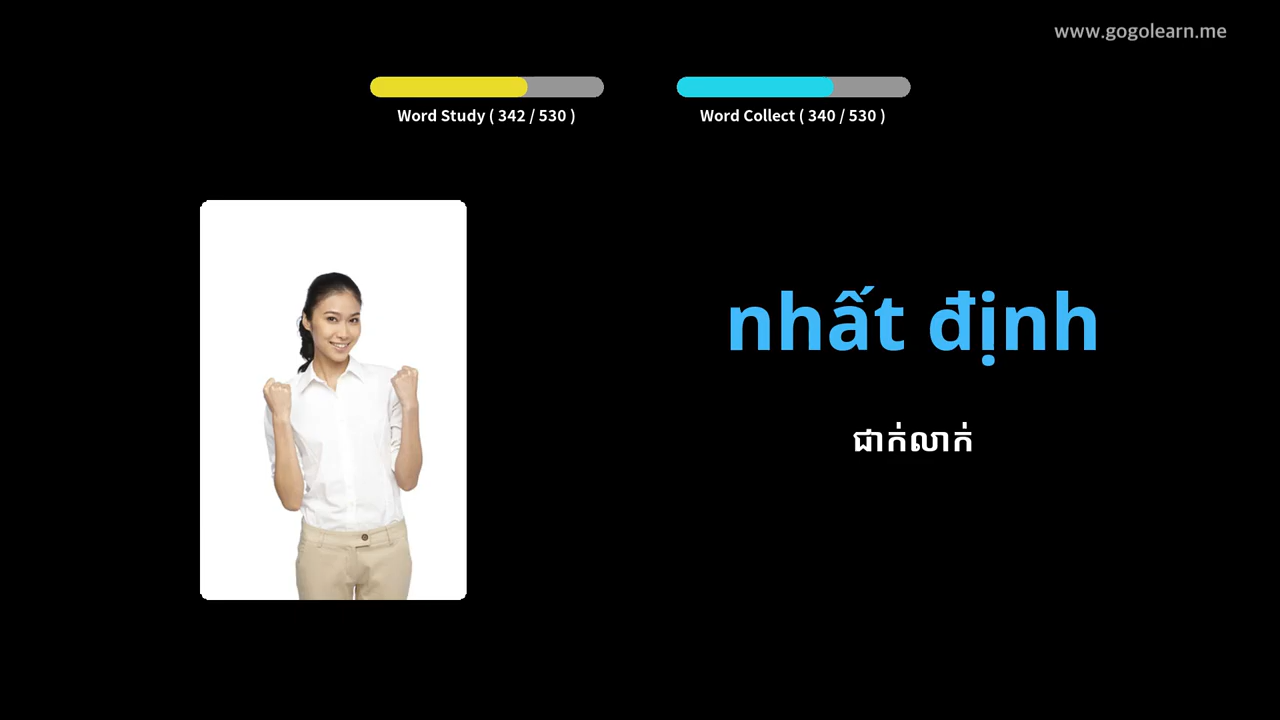 www.gogolearn.me
Word Study ( 342 / 530 )
Word Collect ( 340 / 530 )
nhất định
ជាក់លាក់